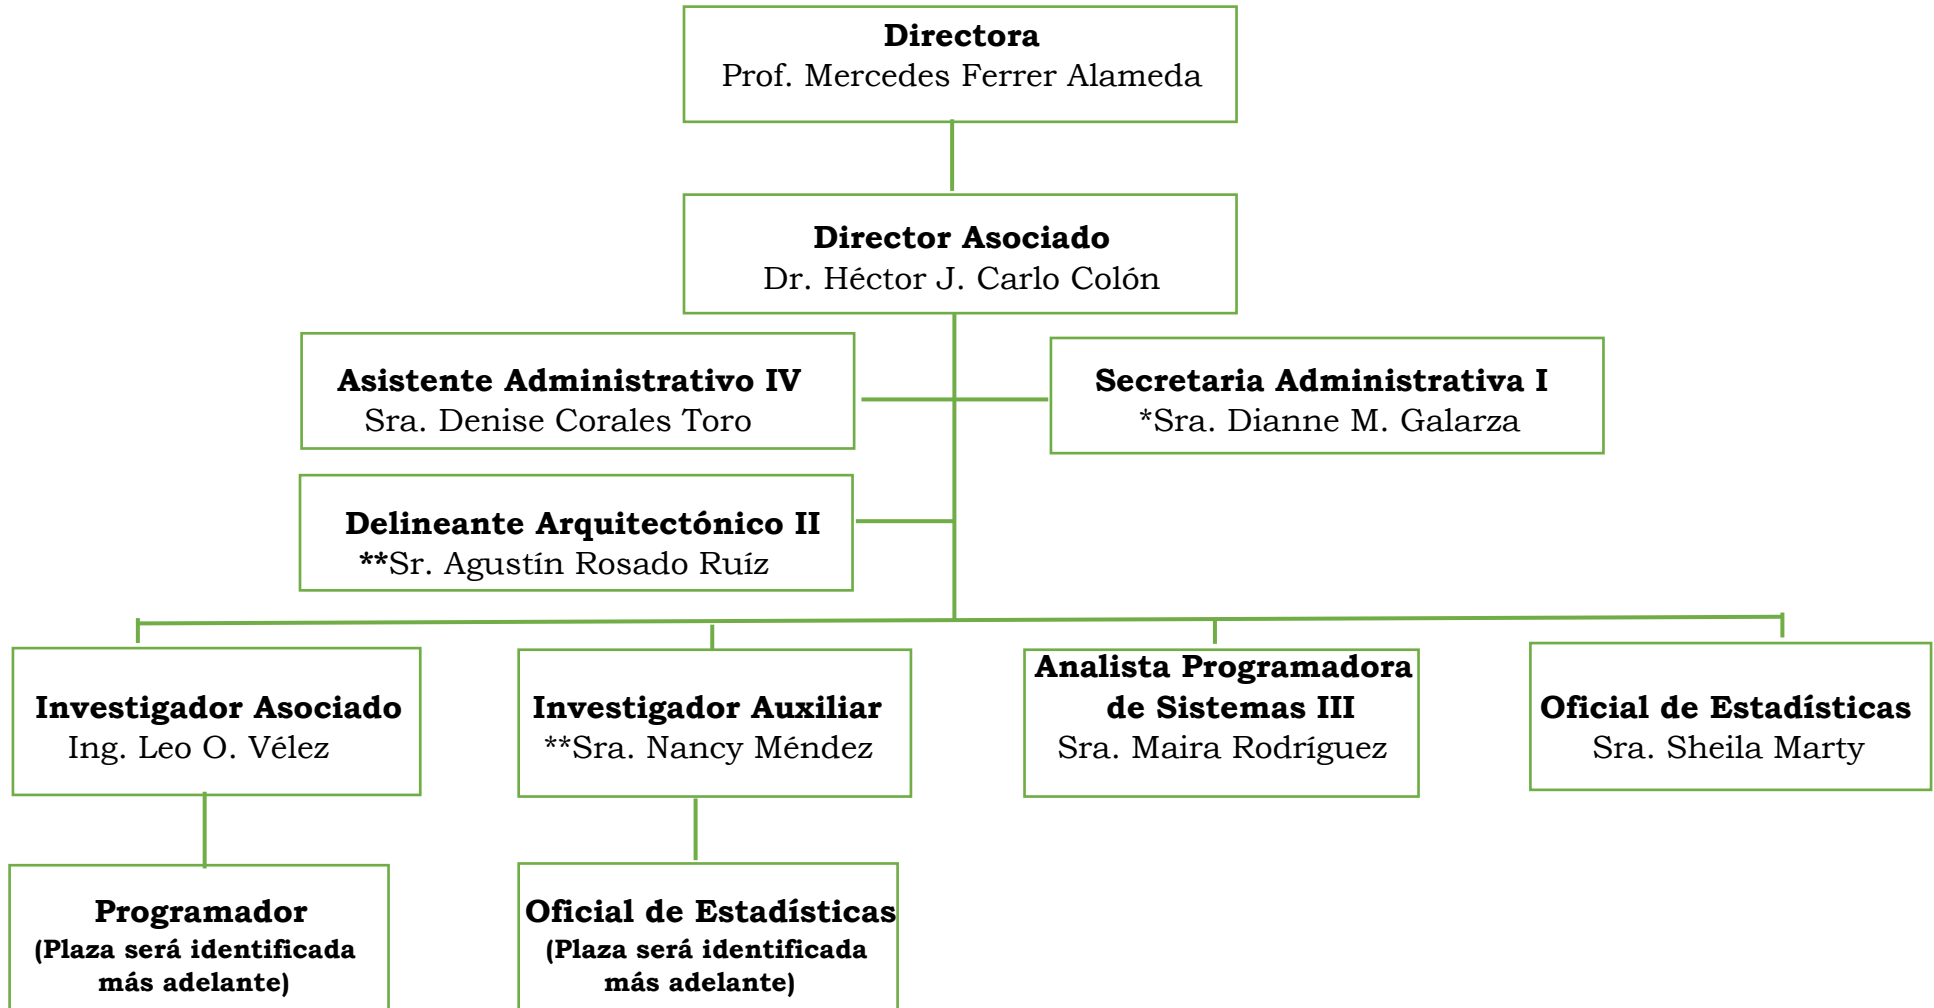 Directora
Prof. Mercedes Ferrer Alameda
Director Asociado
Dr. Héctor J. Carlo Colón
Asistente Administrativo IV
Sra. Denise Corales Toro
Secretaria Administrativa I
*Sra. Dianne M. Galarza
Delineante Arquitectónico II
**Sr. Agustín Rosado Ruíz
Investigador Asociado
Ing. Leo O. Vélez
Investigador Auxiliar
**Sra. Nancy Méndez
Analista Programadora
de Sistemas III
Sra. Maira Rodríguez
Oficial de Estadísticas
Sra. Sheila Marty
Programador
(Plaza será identificada
más adelante)
Oficial de Estadísticas
(Plaza será identificada
más adelante)